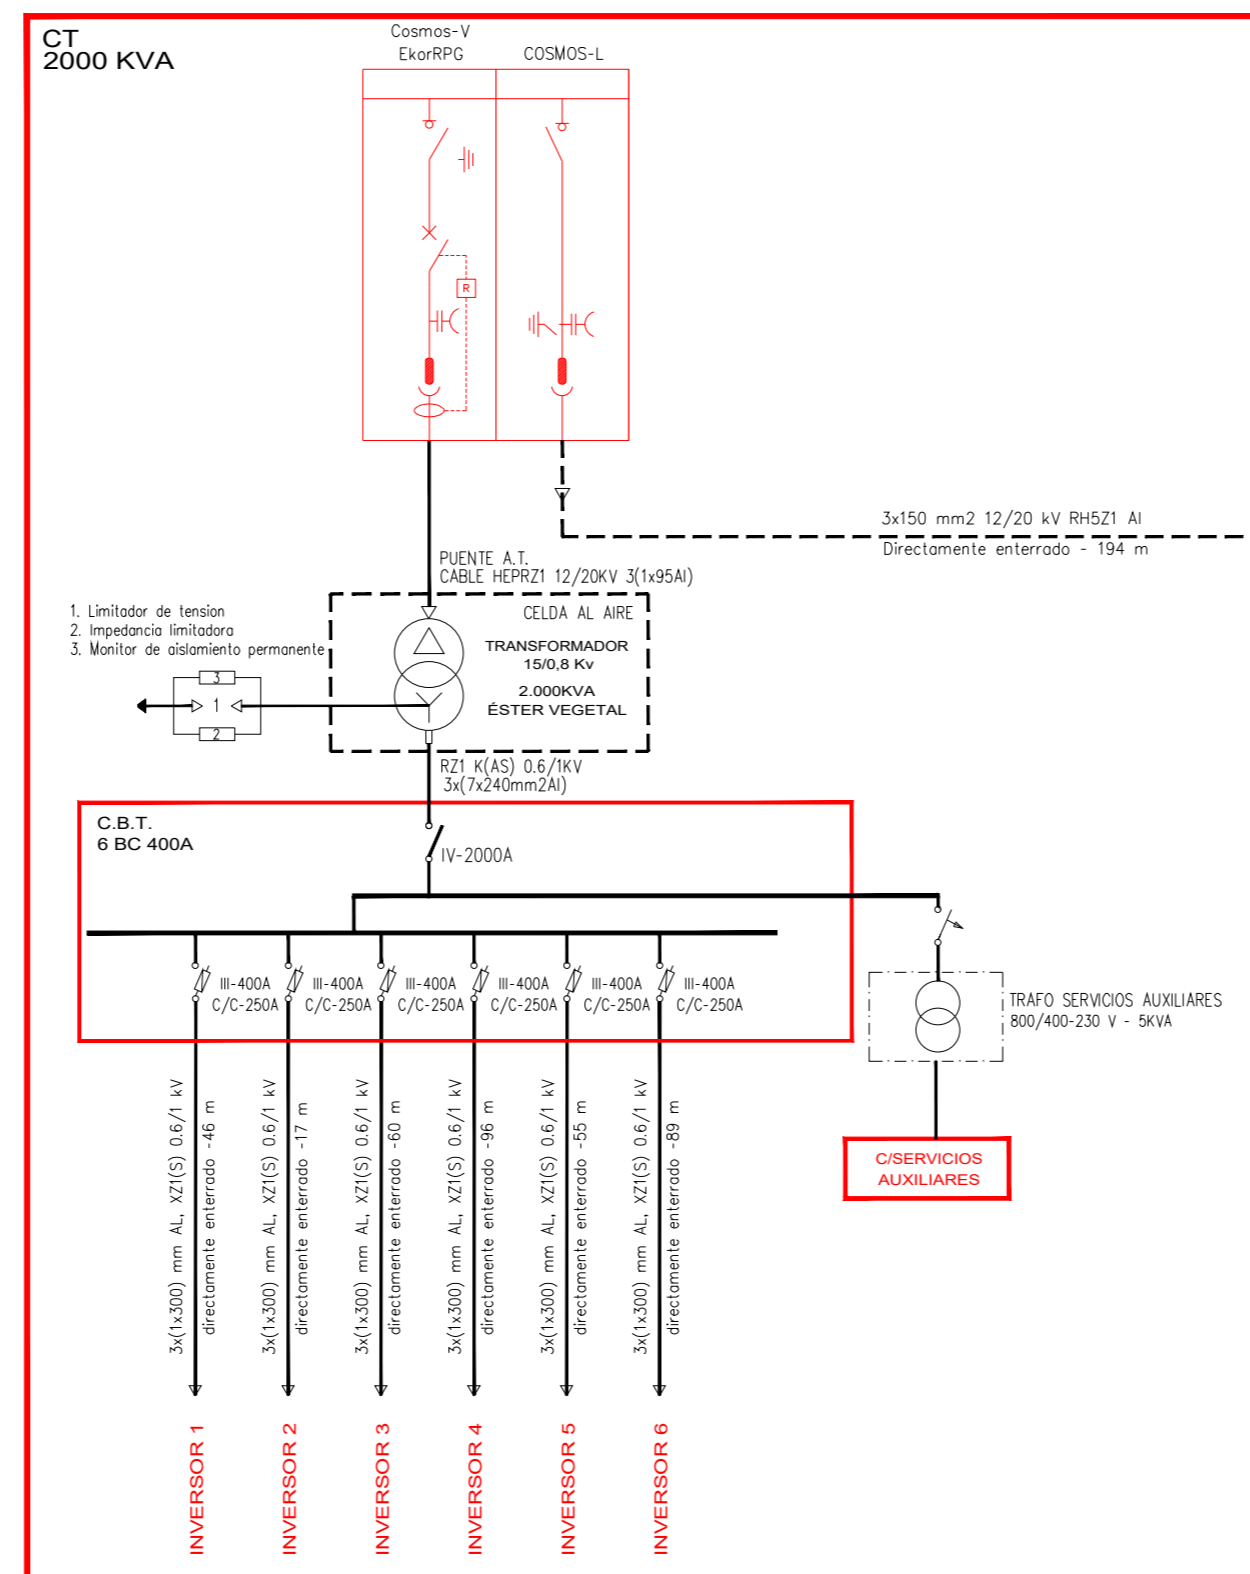 CT
2000 KVA
Cosmos-V
EkorRPG
COSMOS-L
R
3x150 mm2 12/20 kV RH5Z1 Al
Directamente enterrado - 194 m
PUENTE A.T.
CABLE HEPRZ1 12/20KV 3(1x95Al)
1. Limitador de tension
2. Impedancia limitadora
3. Monitor de aislamiento permanente
3
1
2
CELDA AL AIRE
TRANSFORMADOR
15/0,8 Kv
2.000KVA
ÉSTER VEGETAL
RZ1 K(AS) 0.6/1KV
3x(7x240mm2Al)
C.B.T.
6 BC 400A
IV-2000A
III-400A
C/C-250A
III-400A
C/C-250A
III-400A
C/C-250A
III-400A
C/C-250A
III-400A
C/C-250A
III-400A
C/C-250A
TRAFO SERVICIOS AUXILIARES
800/400-230 V - 5KVA
C/SERVICIOS
AUXILIARES
3x(1x300) mm AL, XZ1(S) 0.6/1 kV
directamente enterrado -46 m
3x(1x300) mm AL, XZ1(S) 0.6/1 kV
directamente enterrado -17 m
3x(1x300) mm AL, XZ1(S) 0.6/1 kV
directamente enterrado -60 m
3x(1x300) mm AL, XZ1(S) 0.6/1 kV
directamente enterrado -96 m
3x(1x300) mm AL, XZ1(S) 0.6/1 kV
directamente enterrado -55 m
3x(1x300) mm AL, XZ1(S) 0.6/1 kV
directamente enterrado -89 m
INVERSOR 1
INVERSOR 2
INVERSOR 3
INVERSOR 4
INVERSOR 5
INVERSOR 6